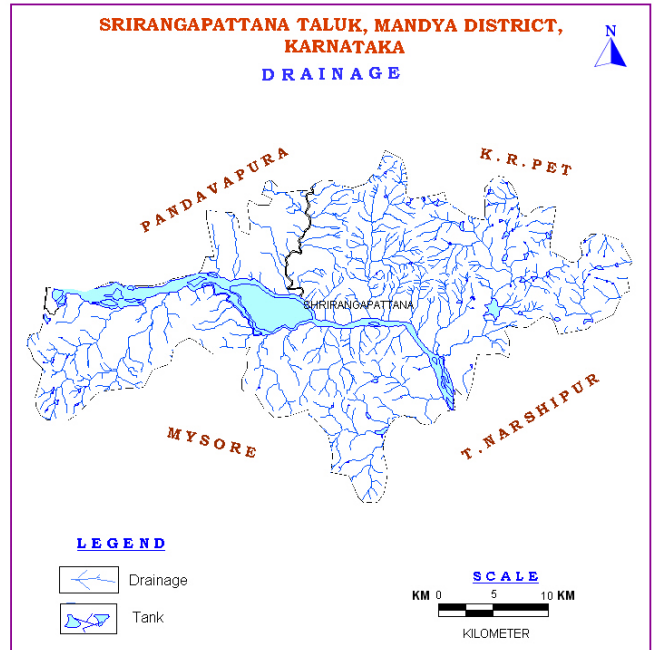 SRIRANGAPATTANA TALUK, MANDYA DISTRICT,
KARNATAKA
DRAINAGE
N
PANDAVAPURA
K.R.PET
SHRIRANGAPATTANA
MYSORE
T.NARSHIPUR
LEGEND
Drainage
Tank
SCALE
KM 0 5 10 KM
KILOMETER